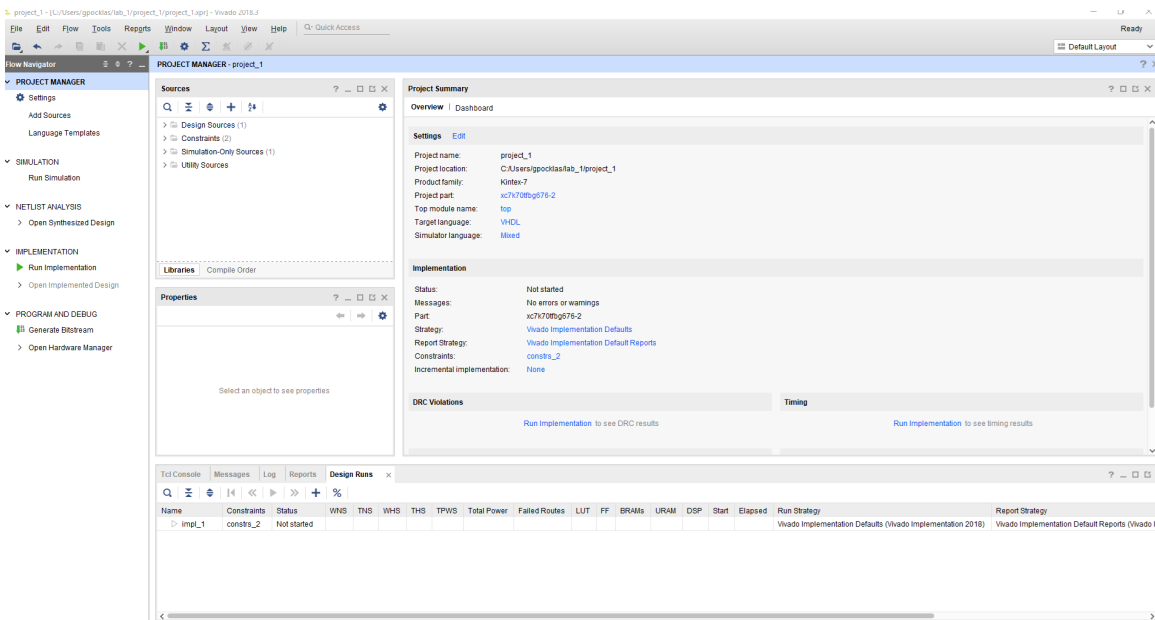 project_1 - [C:/Users/gpocklas/lab_1/project_1/project_1.xpr] - Vivado 2018.3
File Edit Flow Tools Reports Window Layout View Help Q- Quick Access Ready
Default Layout
Flow Navigator
PROJECT MANAGER
Settings
Add Sources
Language Templates
SIMULATION
Run Simulation
NETLIST ANALYSIS
Open Synthesized Design
IMPLEMENTATION
Run Implementation
Open Implemented Design
PROGRAM AND DEBUG
Generate Bitstream
Open Hardware Manager
PROJECT MANAGER - project_1
Sources
Design Sources (1)
Constraints (2)
Simulation-Only Sources (1)
Utility Sources
Libraries Compile Order
Properties
Select an object to see properties
Project Summary
Overview | Dashboard
Settings Edit
Project name: project_1
Project location: C:/Users/gpocklas/lab_1/project_1
Product family: Kintex-7
Project part: xc7k70tfbg676-2
Top module name: top
Target language: VHDL
Simulator language: Mixed
Implementation
Status: Not started
Messages: No errors or warnings
Part: xc7k70tfbg676-2
Strategy: Vivado Implementation Defaults
Report Strategy: Vivado Implementation Default Reports
Constraints: constrs_2
Incremental implementation: None
DRC Violations
Run Implementation to see DRC results
Timing
Run Implementation to see timing results
Tcl Console Messages Log Reports Design Runs
Name Constraints Status WNS TNS WHS THS TPWS Total Power Failed Routes LUT FF BRAMs URAM DSP Start Elapsed Run Strategy Report Strategy
impl_1 constrs_2 Not started Vivado Implementation Defaults (Vivado Implementation 2018) Vivado Implementation Default Reports (Vivado I